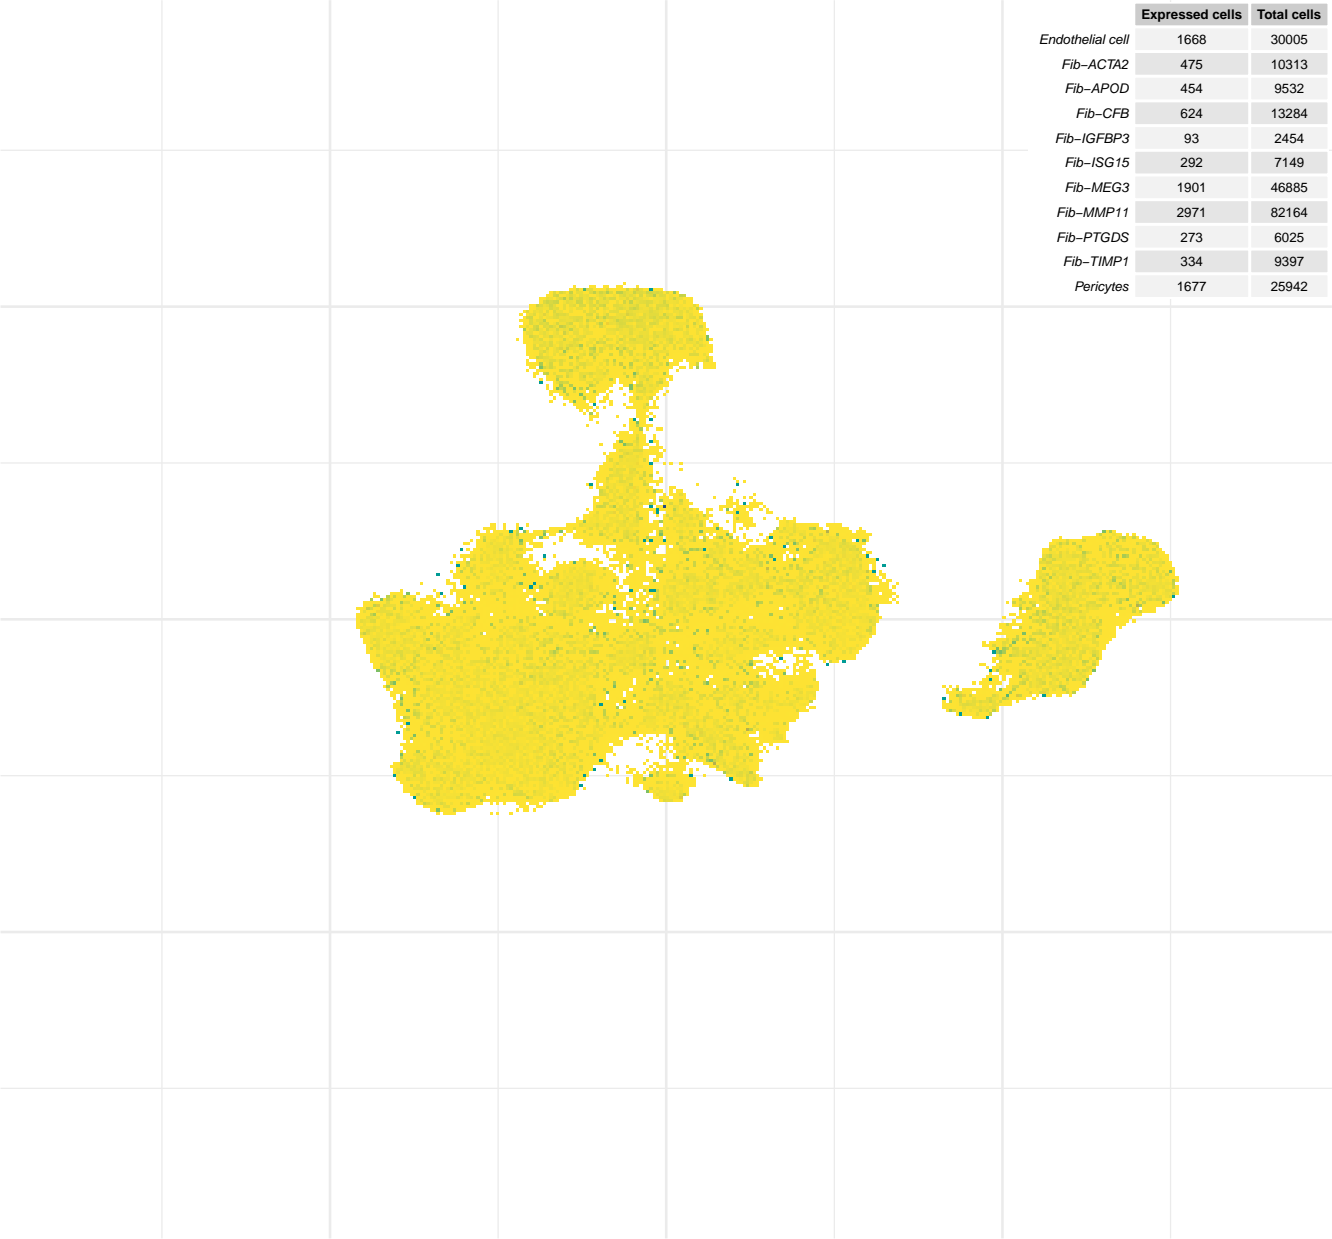 Expressed cells Total cells
Endothelial cell 1668 30005
Fib−ACTA2 475 10313
Fib−APOD 454 9532
Fib−CFB 624 13284
Fib−IGFBP3 93 2454
Fib−ISG15 292 7149
Fib−MEG3 1901 46885
Fib−MMP11 2971 82164
Fib−PTGDS 273 6025
Fib−TIMP1 334 9397
Pericytes 1677 25942